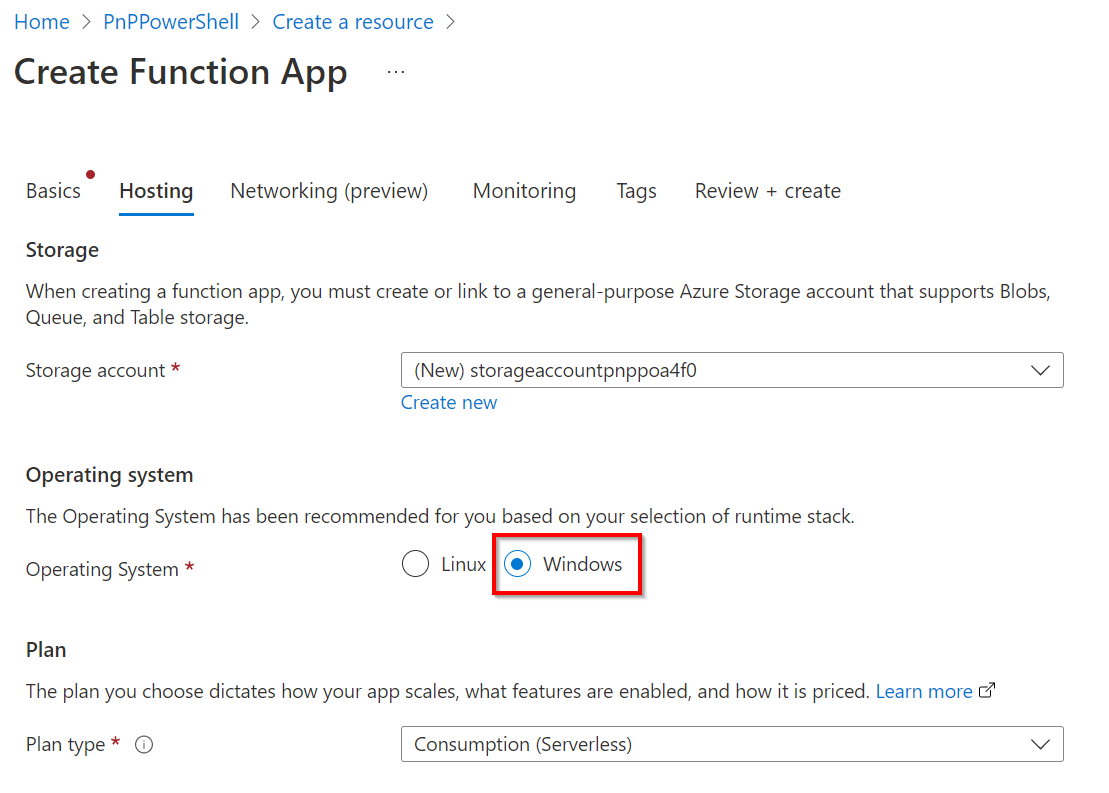 Home > PnPPowerShell > Create a resource >
Create Function App ...
Basics Hosting Networking (preview) Monitoring Tags Review + create
Storage
When creating a function app, you must create or link to a general-purpose Azure Storage account that supports Blobs,
Queue, and Table storage.
Storage account * (New) storageaccountpnppoa4f0
Create new
Operating system
The Operating System has been recommended for you based on your selection of runtime stack.
Operating System * Linux Windows
Plan
The plan you choose dictates how your app scales, what features are enabled, and how it is priced. Learn more
Plan type * Consumption (Serverless)